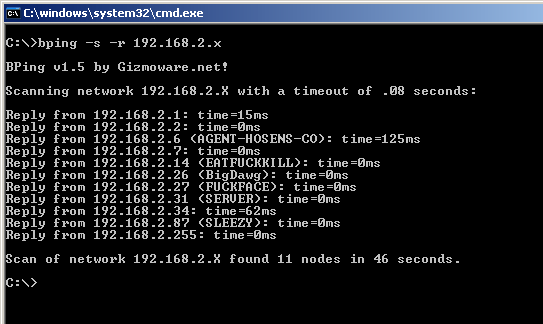 C:\windows\system32\cmd.exe
C:\>bping -s -r 192.168.2.x
BPing v1.5 by Gizmoware.net!
Scanning network 192.168.2.X with a timeout of .08 seconds:
Reply from 192.168.2.1: time=15ms
Reply from 192.168.2.2: time=0ms
Reply from 192.168.2.6 (AGENT-HOSENS-CO): time=125ms
Reply from 192.168.2.7: time=0ms
Reply from 192.168.2.14 (EATFUCKKILL): time=0ms
Reply from 192.168.2.26 (BigDawg): time=0ms
Reply from 192.168.2.27 (FUCKFACE): time=0ms
Reply from 192.168.2.31 (SERVER): time=0ms
Reply from 192.168.2.34: time=62ms
Reply from 192.168.2.87 (SLEEZY): time=0ms
Reply from 192.168.2.255: time=0ms
Scan of network 192.168.2.X found 11 nodes in 46 seconds.
C:\>